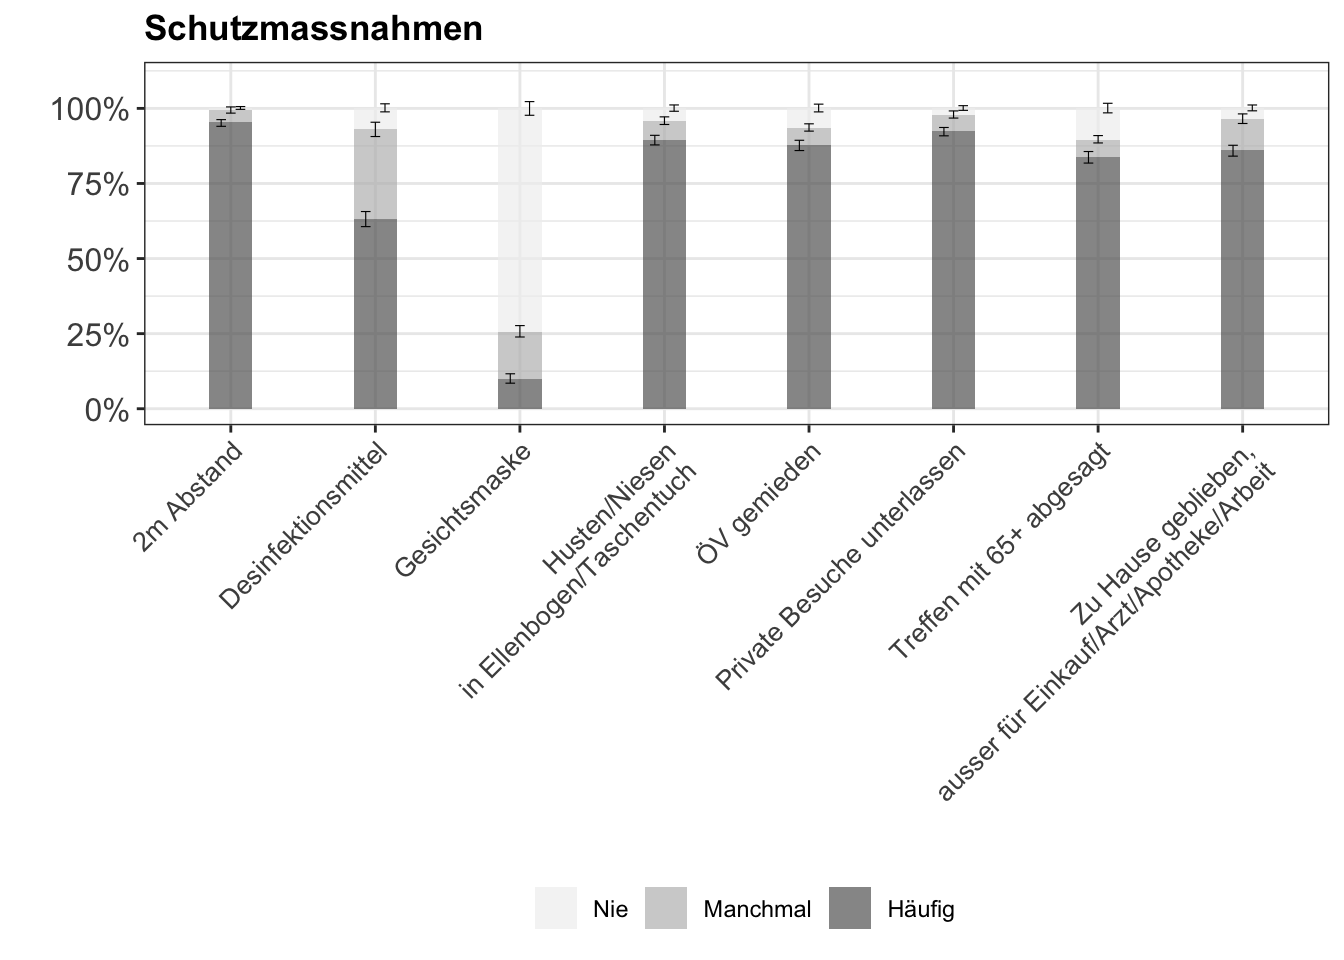 Schutzmassnahmen
100%
75%
50%
25%
0%
2m Abstand
Desinfektionsmittel
Gesichtsmaske
Husten/Niesen
in Ellenbogen/Taschentuch
ÖV gemieden
Private Besuche unterlassen
Treffen mit 65+ abgesagt
Zu Hause geblieben,
ausser für Einkauf/Arzt/Apotheke/Arbeit
Nie Manchmal Häufig